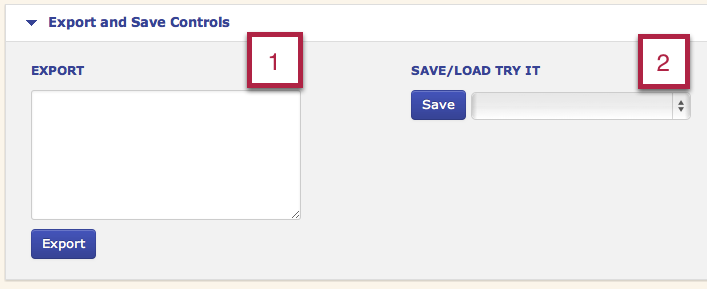 Export and Save Controls
1
EXPORT
2
SAVE/LOAD TRY IT
Save
Export